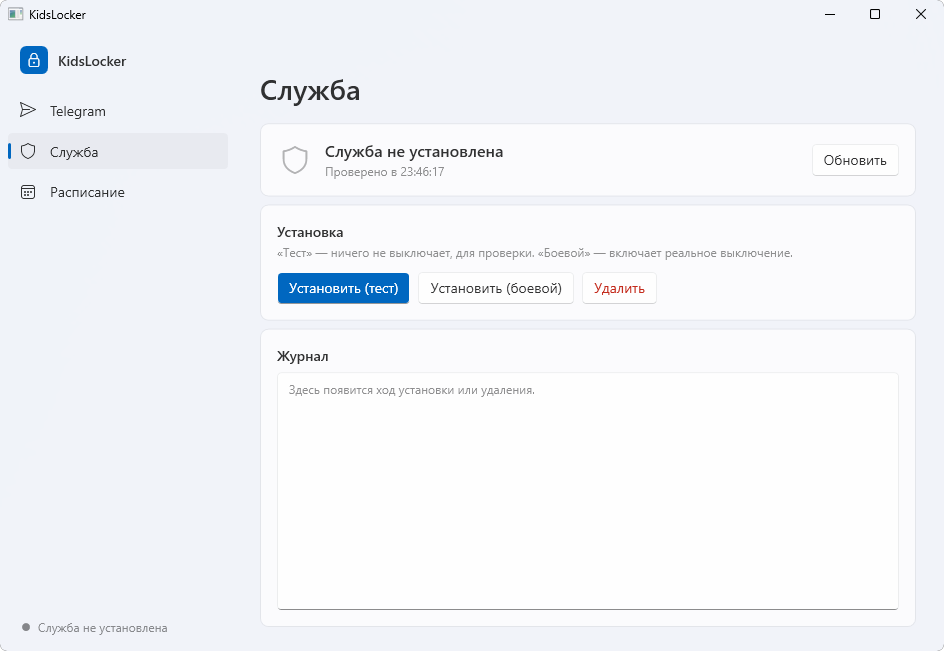 KidsLocker
KidsLocker
Telegram
Служба
Расписание
Служба
Служба не установлена
Проверено в 23:46:17
Обновить
Установка
«Тест» — ничего не выключает, для проверки. «Боевой» — включает реальное выключение.
Установить (тест)
Установить (боевой)
Удалить
Журнал
Здесь появится ход установки или удаления.
Служба не установлена